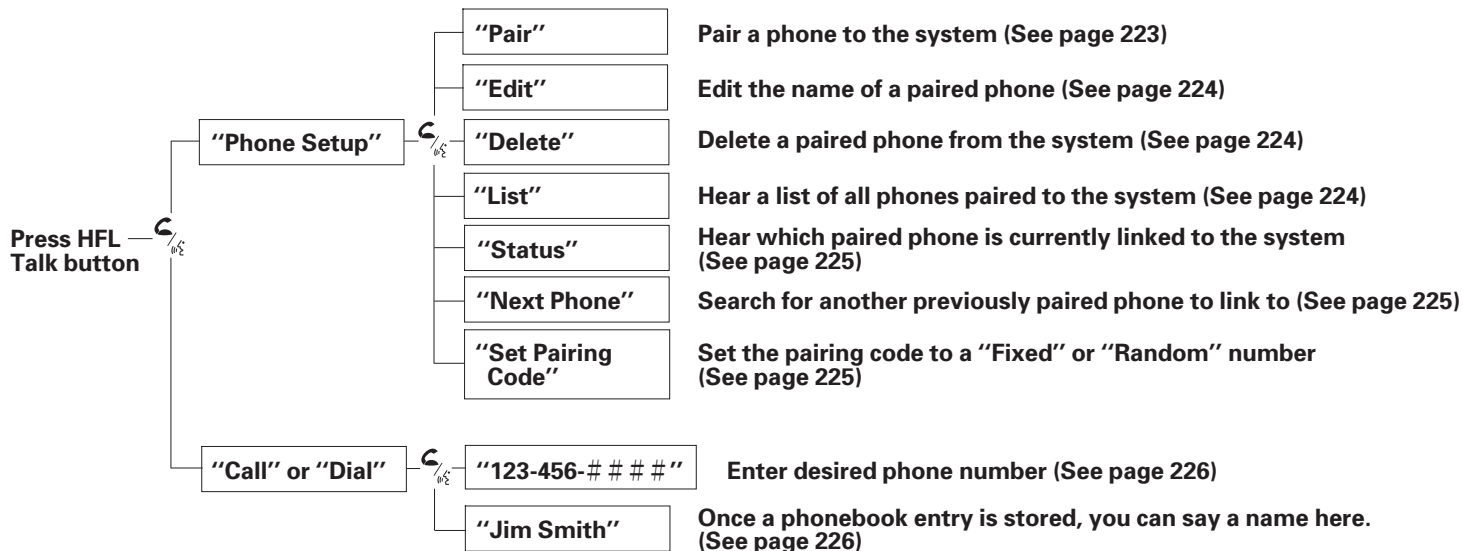 "Pair" Pair a phone to the system (See page 223)
"Edit" Edit the name of a paired phone (See page 224)
"Phone Setup"
"Delete" Delete a paired phone from the system (See page 224)
"List" Hear a list of all phones paired to the system (See page 224)
Press HFL
Talk button
"Status" Hear which paired phone is currently linked to the system
(See page 225)
"Next Phone" Search for another previously paired phone to link to (See page 225)
"Set Pairing
Code"
Set the pairing code to a "Fixed" or "Random" number
(See page 225)
"Call" or "Dial"
"123-456-####" Enter desired phone number (See page 226)
"Jim Smith" Once a phonebook entry is stored, you can say a name here.
(See page 226)